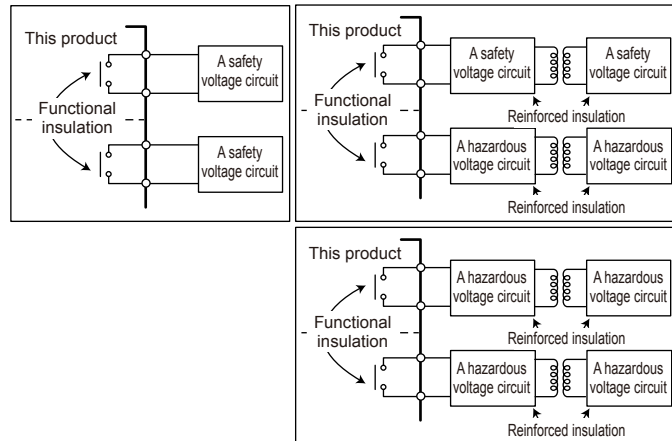 This product
A safety
voltage circuit
Functional
insulation
A safety
voltage circuit
This product
A safety
voltage circuit
A safety
voltage circuit
Functional
insulation
Reinforced insulation
A hazardous
voltage circuit
A hazardous
voltage circuit
Reinforced insulation
This product
A hazardous
voltage circuit
A hazardous
voltage circuit
Functional
insulation
Reinforced insulation
A hazardous
voltage circuit
A hazardous
voltage circuit
Reinforced insulation